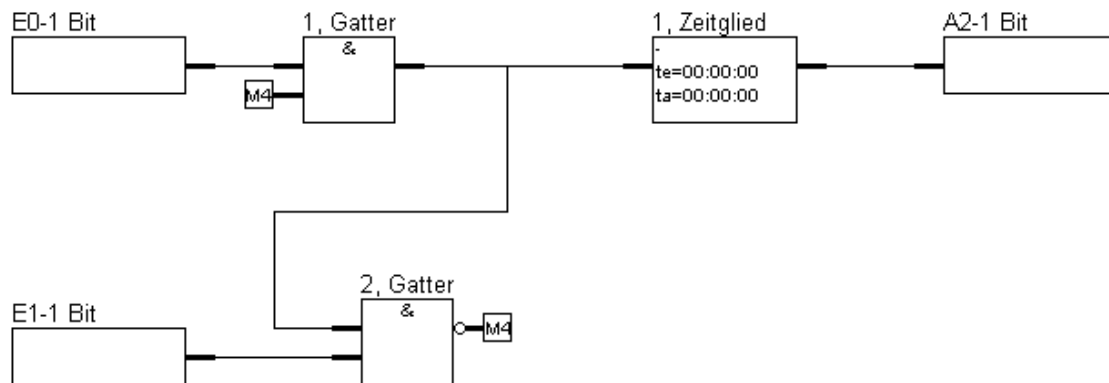 E0-1 Bit
1, Gatter
1, Zeitglied
A2-1 Bit
&
-
te=00:00:00
M4
ta=00:00:00
2, Gatter
E1-1 Bit
&
M4